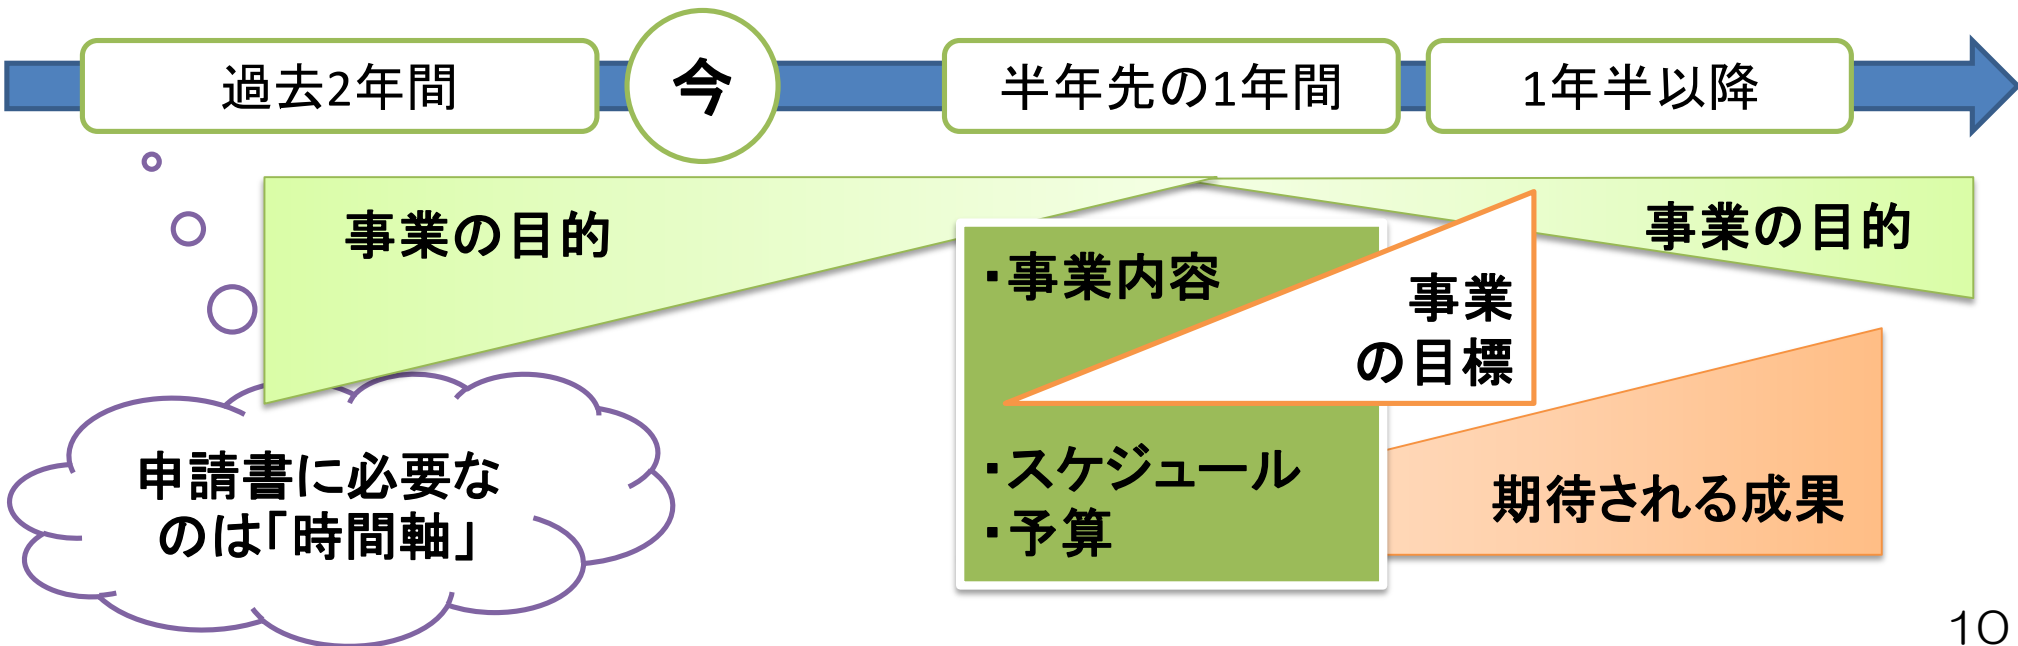 過去2年間
今
半年先の1年間
1年半以降
事業の目的
事業の目的
・事業内容
事業
の目標
・スケジュール
・予算
期待される成果
申請書に必要な
のは「時間軸」
10